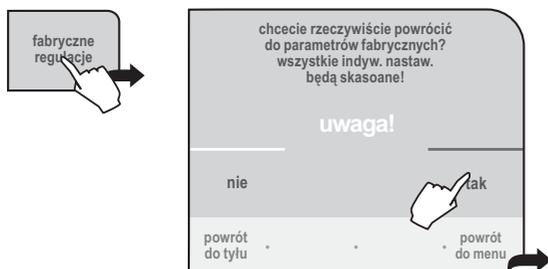 fabryczne
regulacje
chcecie rzeczywiście powrócić
do parametrów fabrycznych?
wszystkie indyw. nastaw.
będą skasoane!
uwaga!
nie
tak
powrót
do tyłu
powrót
do menu